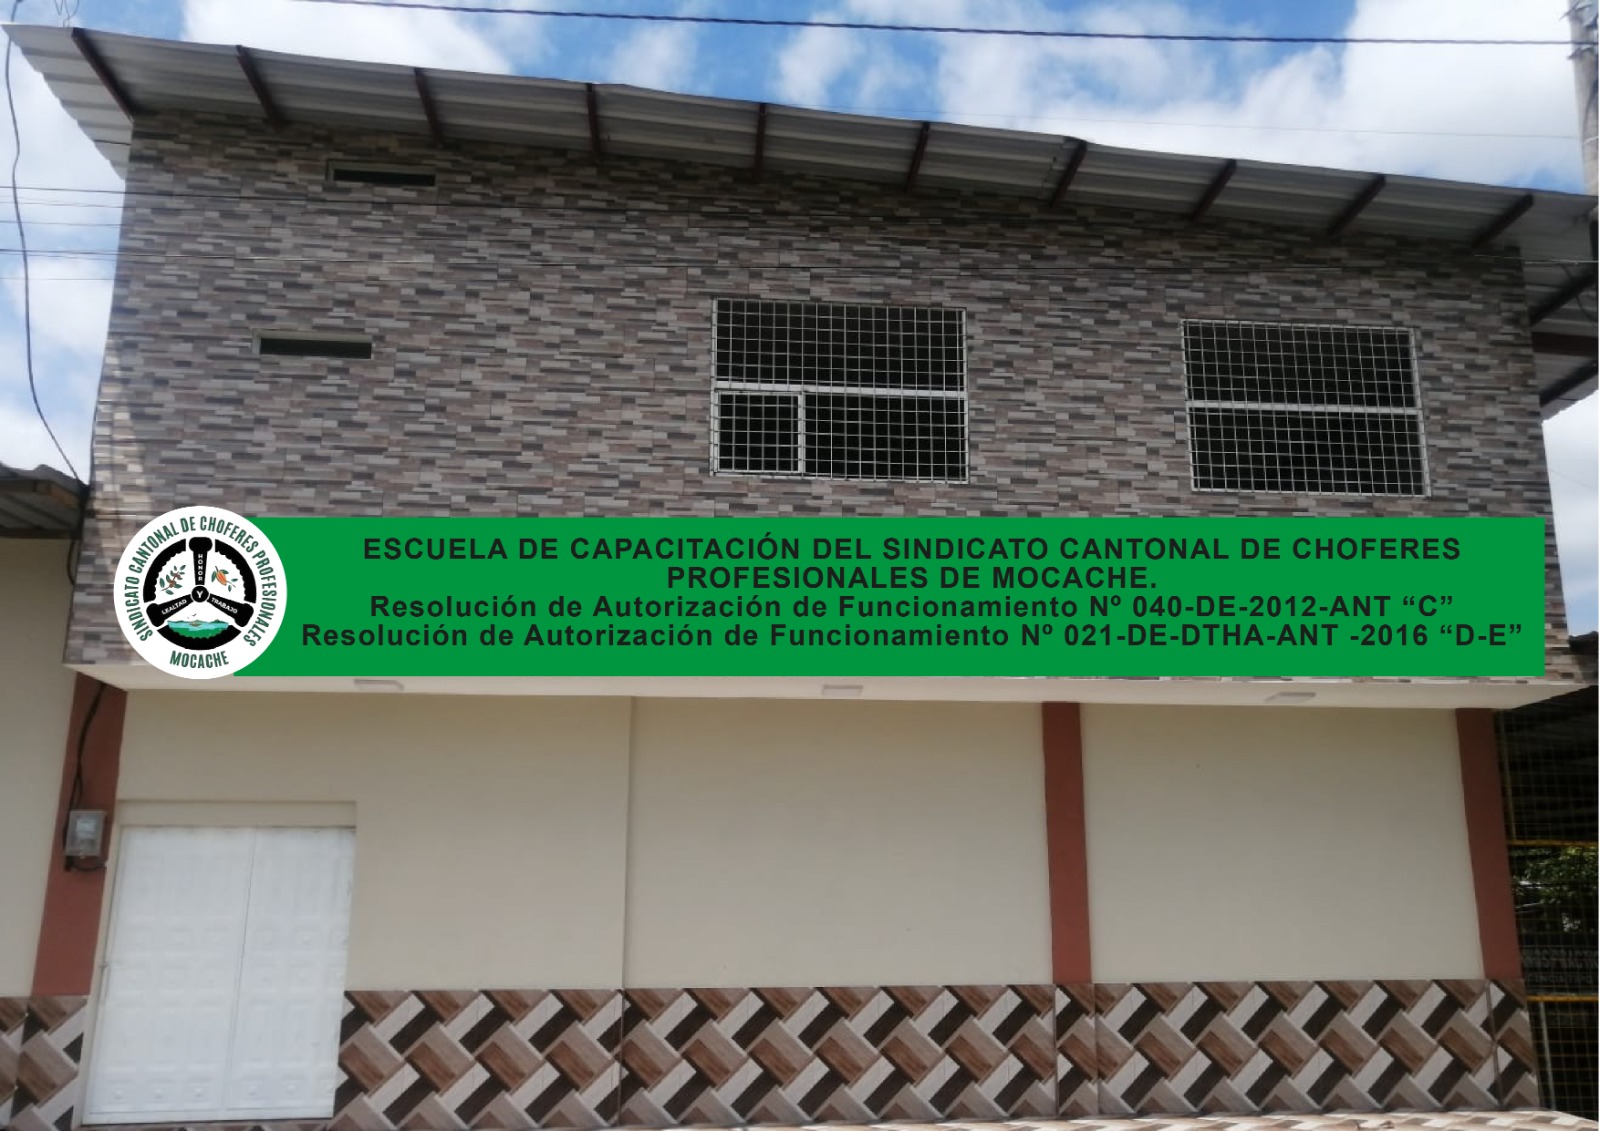 ESCUELA DE CAPACITACIÓN DEL SINDICATO CANTONAL DE CHOFERES
PROFESIONALES DE MOCACHE.
Resolución de Autorización de Funcionamiento Nº 040-DE-2012-ANT “C”
Resolución de Autorización de Funcionamiento Nº 021-DE-DTHA-ANT -2016 “D-E”
SINDICATO CANTONAL DE CHOFERES PROFESIONALES
HONOR
LEALTAD Y TRABAJO
MOCACHE